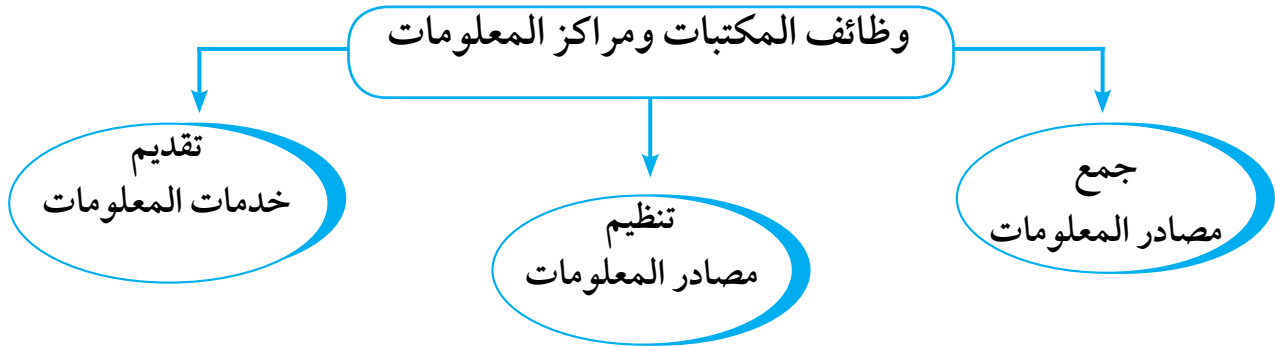 وظائف المكتبات ومراكز المعلومات
جمع
مصادر المعلومات
تنظيم
مصادر المعلومات
تقديم
خدمات المعلومات